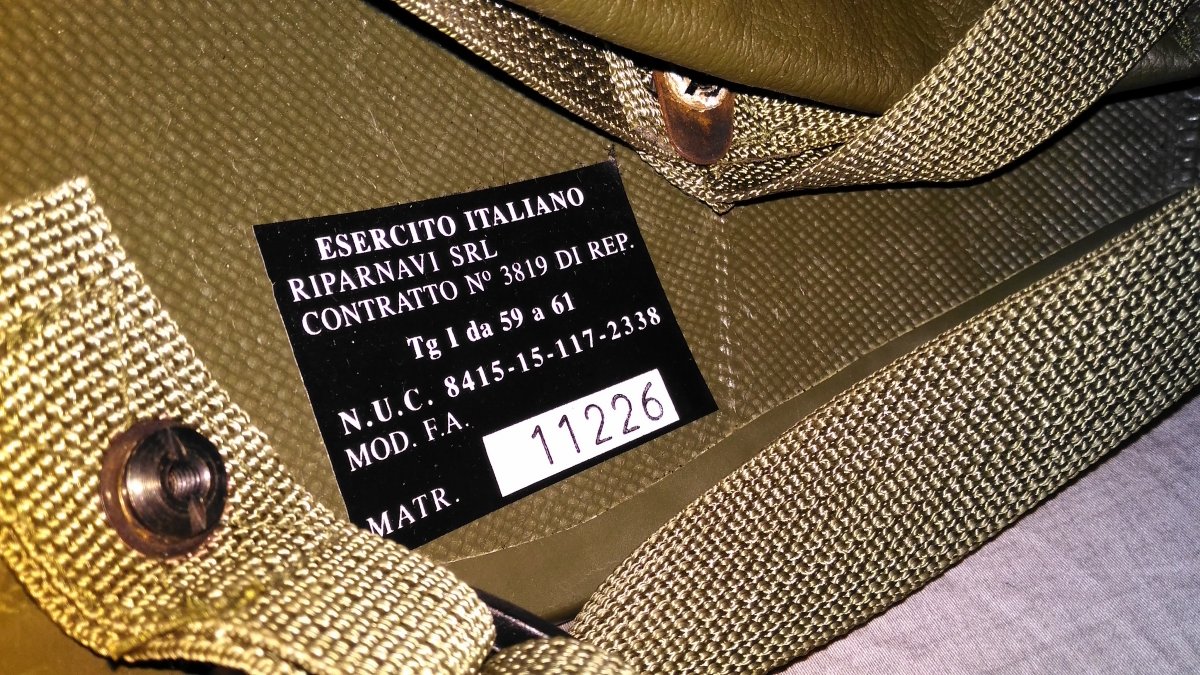 ESERCITO ITALIANO
RIPARNAVI SRL
CONTRATTO Nº 3819 DI REP.
Tg I da 59 a 61
N.U.C. 8415-15-117-2338
MOD. F.A.
MATR. 11226